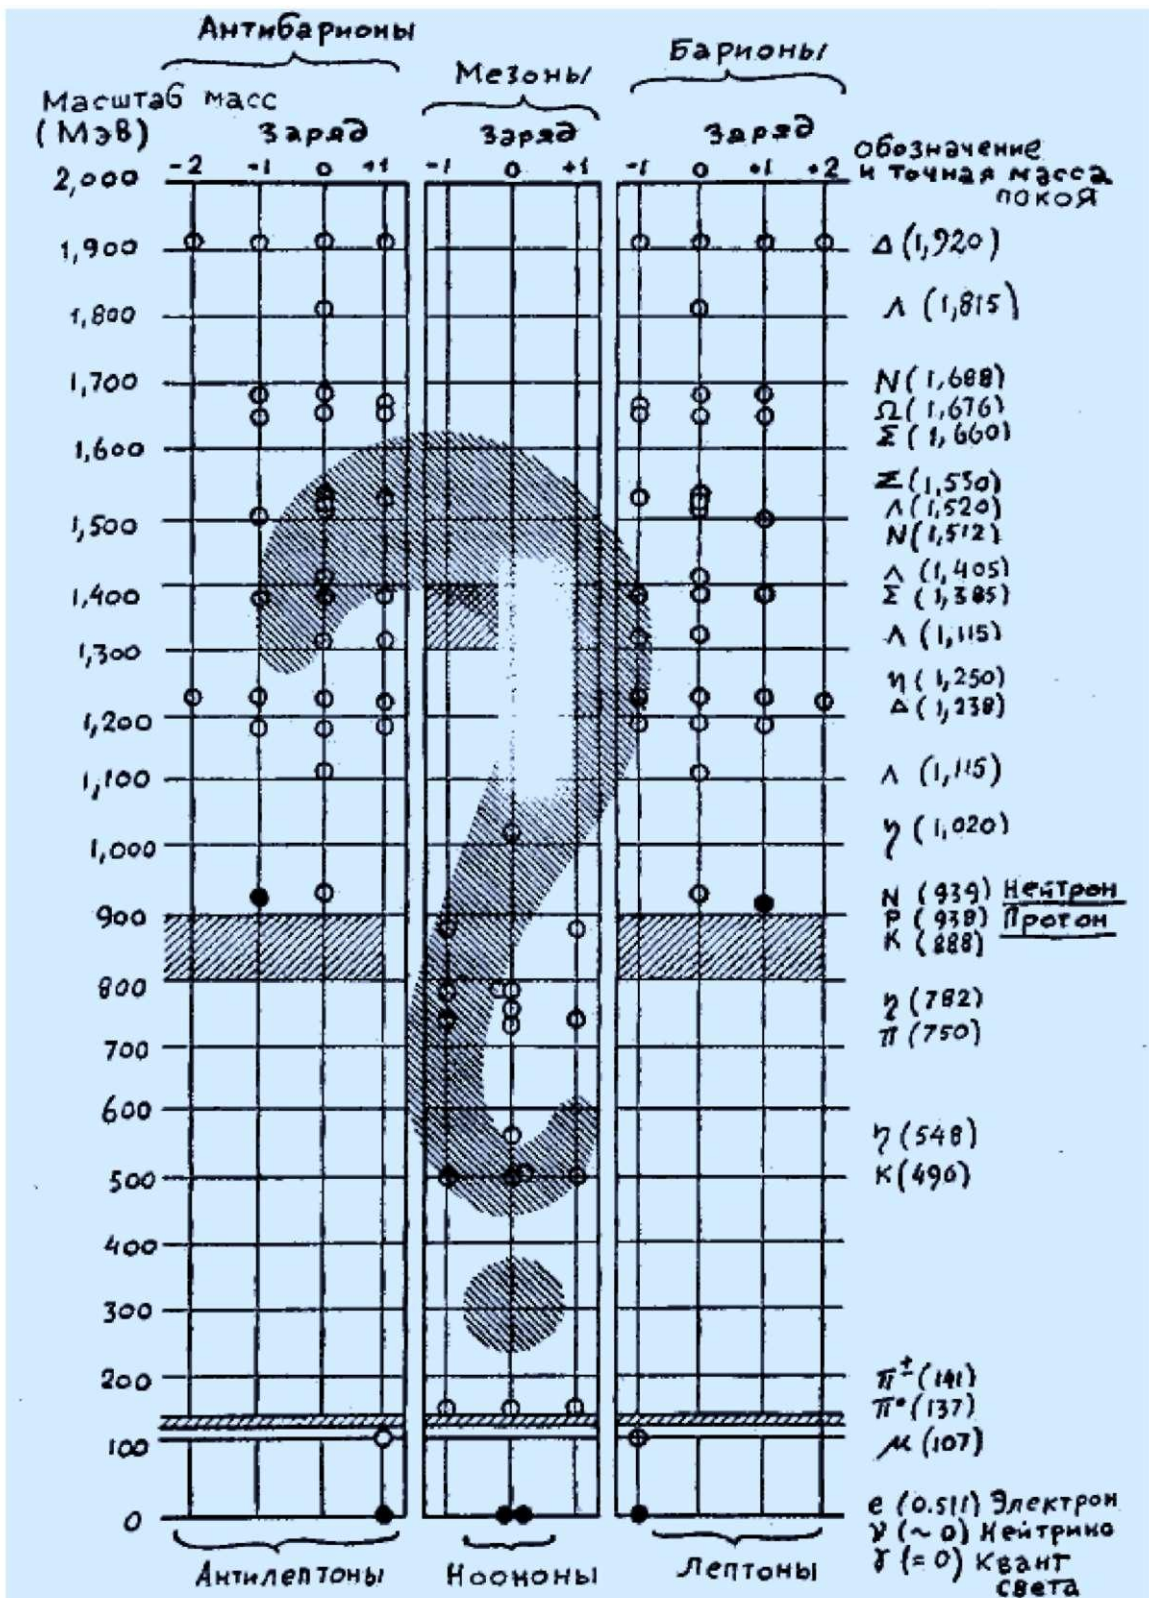 Антибарионы
Мезоны
Барионы
Масштаб масс
(МэВ)
Заряд
Заряд
Заряд
обозначение
и точная масса
покоя
-2 -1 0 +1
-1 0 +1
-1 0 +1 +2
2,000
1,900
1,800
1,700
1,600
1,500
1,400
1,300
1,200
1,100
1,000
900
800
700
600
500
400
300
200
100
0
Δ (1,920)
Λ (1,815)
N (1,688)
Ω (1,676)
Σ (1,660)
Ξ (1,530)
Λ (1,520)
N (1,512)
Λ (1,405)
Σ (1,385)
Λ (1,115)
η (1,250)
Δ (1,238)
Λ (1,115)
η (1,020)
N (939) Нейтрон
P (938) Протон
K (888)
η (782)
π (750)
η (548)
K (496)
π± (141)
π° (137)
μ (107)
e (0.511) Электрон
ν (~0) Нейтрино
γ (=0) Квант
света
Антилептоны
Нооконы
Лептоны